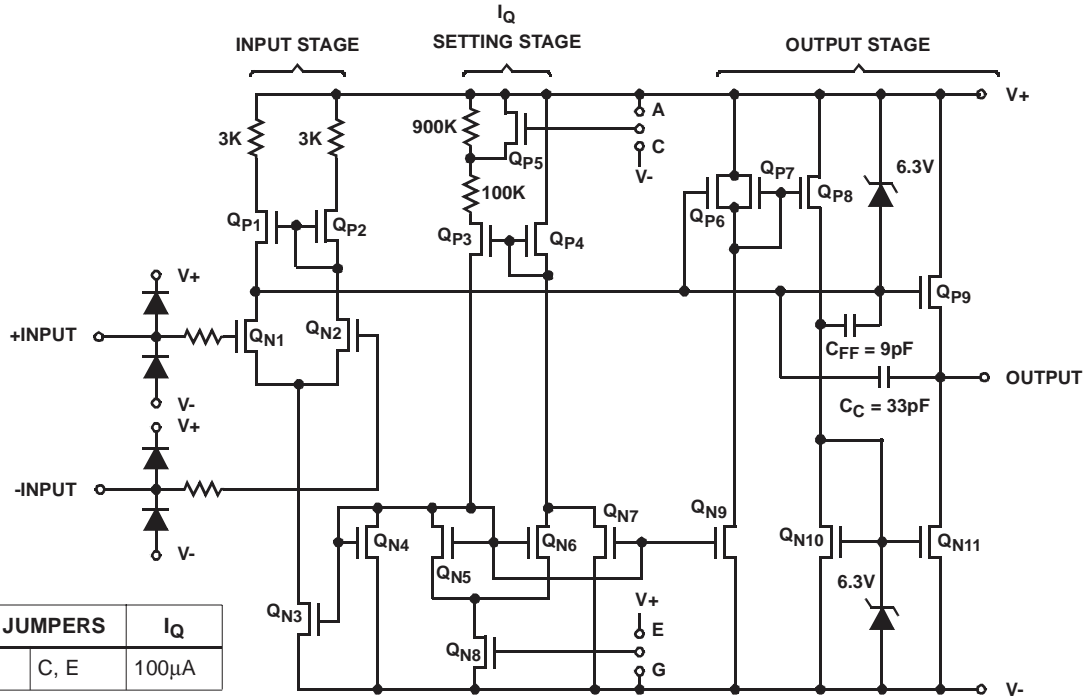 IQ
INPUT STAGE
SETTING STAGE
OUTPUT STAGE
V+
A
3K
3K
900K
QP5
C
V-
100K
QP7
6.3V
QP8
QP6
QP1
QP2
QP3
QP4
V+
QP9
+INPUT
QN1
QN2
CFF = 9pF
OUTPUT
V-
V+
CC = 33pF
-INPUT
QN7
QN9
QN4
QN5
QN6
QN10
QN11
V-
6.3V
V+
QN3
E
QN8
G
V-
JUMPERS IQ
C, E 100µA